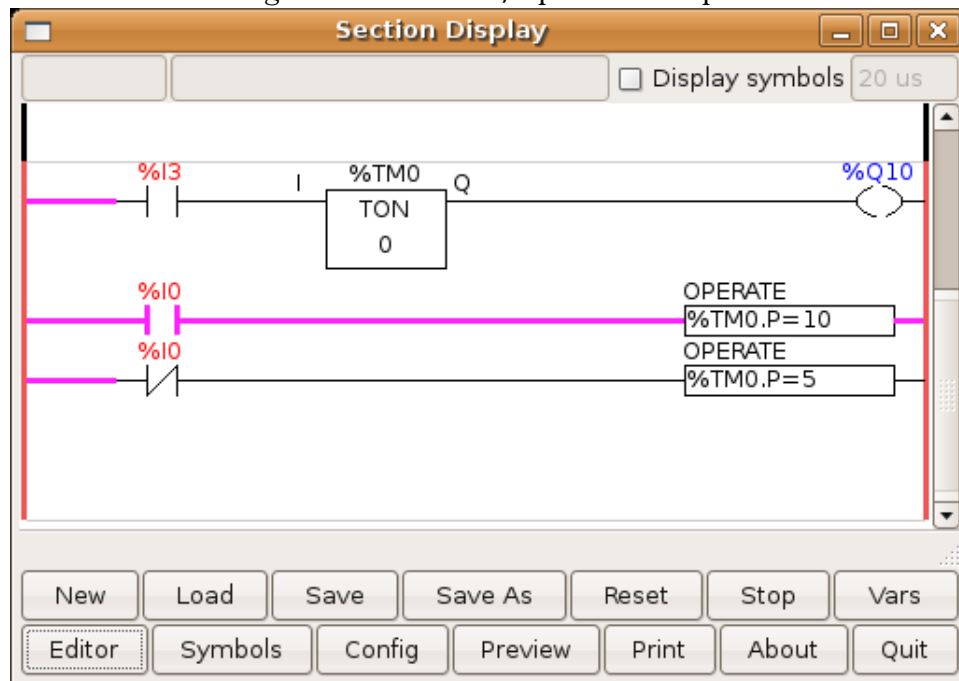 Section Display
Display symbols 20 us
%I3 %TM0 %Q10
I Q
TON
0
%I0 OPERATE
%TM0.P=10
%I0 OPERATE
%TM0.P=5
New Load Save Save As Reset Stop Vars
Editor Symbols Config Preview Print About Quit